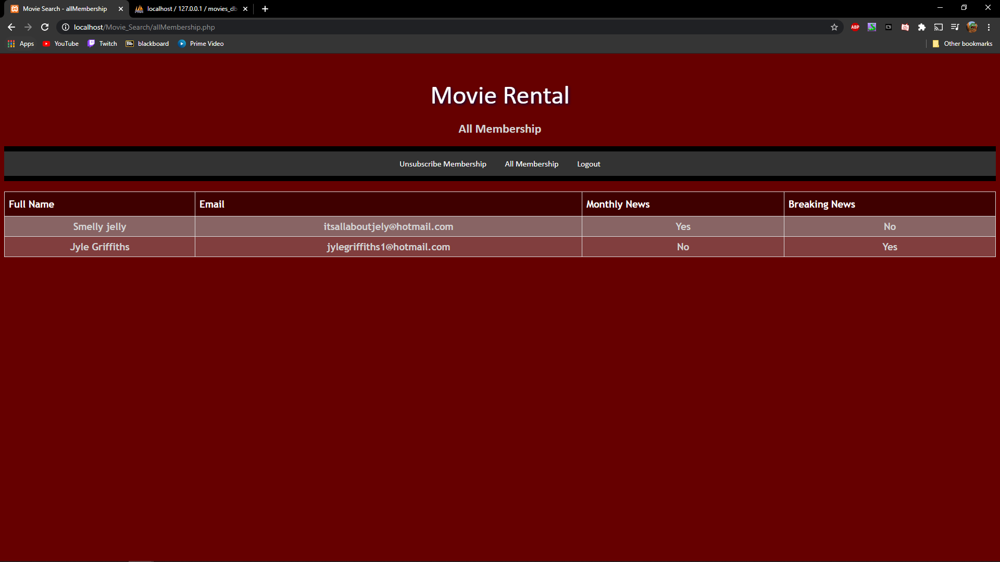 Movie Search - allMembership
localhost / 127.0.0.1 / movies_db
localhost/Movie_Search/allMembership.php
ABP
Apps YouTube Twitch Bb blackboard Prime Video Other bookmarks
Movie Rental
All Membership
Unsubscribe Membership All Membership Logout
Full Name Email Monthly News Breaking News
Smelly jelly itsallaboutjely@hotmail.com Yes No
Jyle Griffiths jylegriffiths1@hotmail.com No Yes